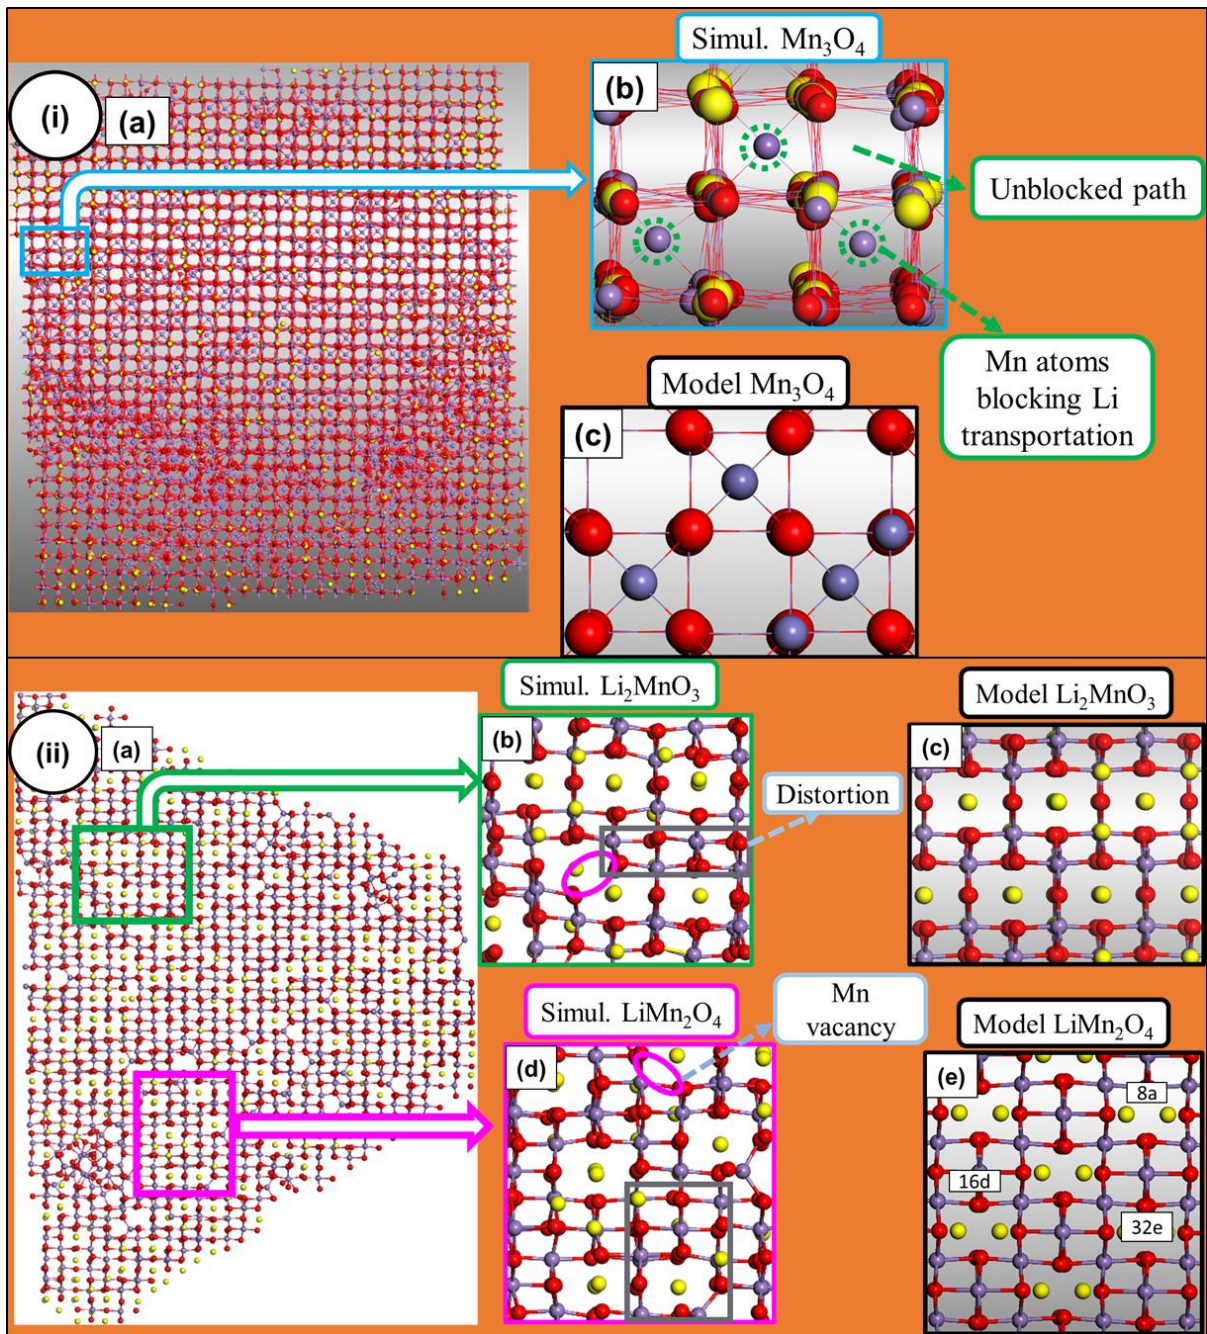 Simul. Mn₃O₄
(i)
(a)
(b)
Unblocked path
Mn atoms
blocking Li
transportation
Model Mn₃O₄
(c)
Simul. Li₂MnO₃
Model Li₂MnO₃
(ii)
(a)
(b)
(c)
Distortion
Simul. LiMn₂O₄
Mn
vacancy
Model LiMn₂O₄
(d)
(e)
8a
16d
32e